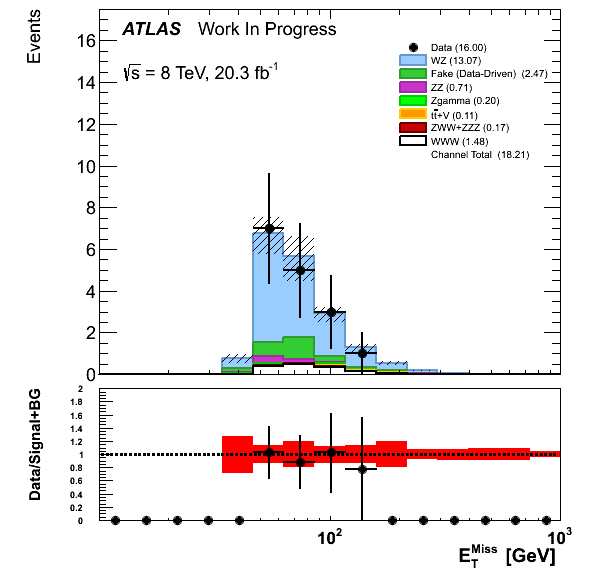 Events
ATLAS Work In Progress
√s = 8 TeV, 20.3 fb⁻¹
Data (16.00)
WZ (13.07)
Fake (Data-Driven) (2.47)
ZZ (0.71)
Zgamma (0.20)
tt̄+V (0.11)
ZWW+ZZZ (0.17)
WWW (1.48)
Channel Total (18.21)
16
14
12
10
8
6
4
2
0
Data/Signal+BG
2
1.8
1.6
1.4
1.2
1
0.8
0.6
0.4
0.2
0
10²
10³
E_T^Miss [GeV]